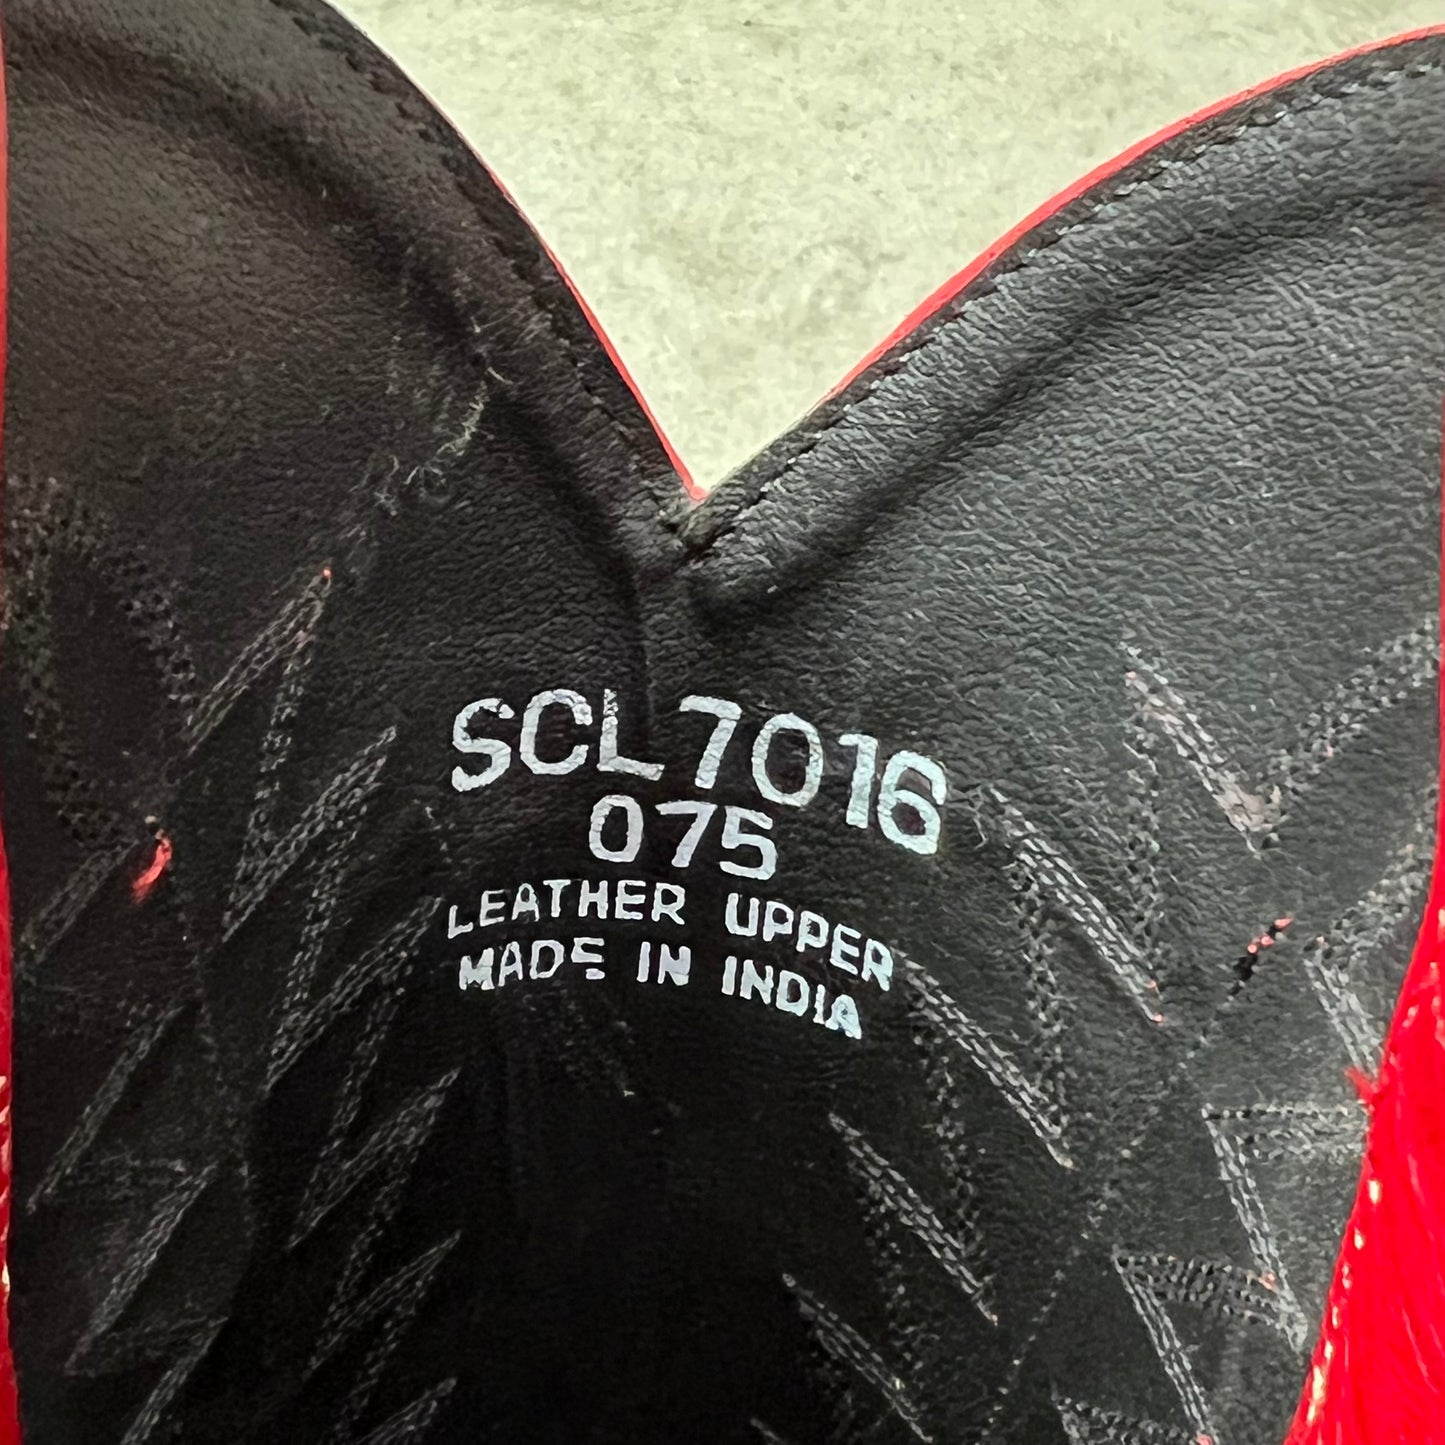 SCL7016
075
LEATHER UPPER
MADE IN INDIA